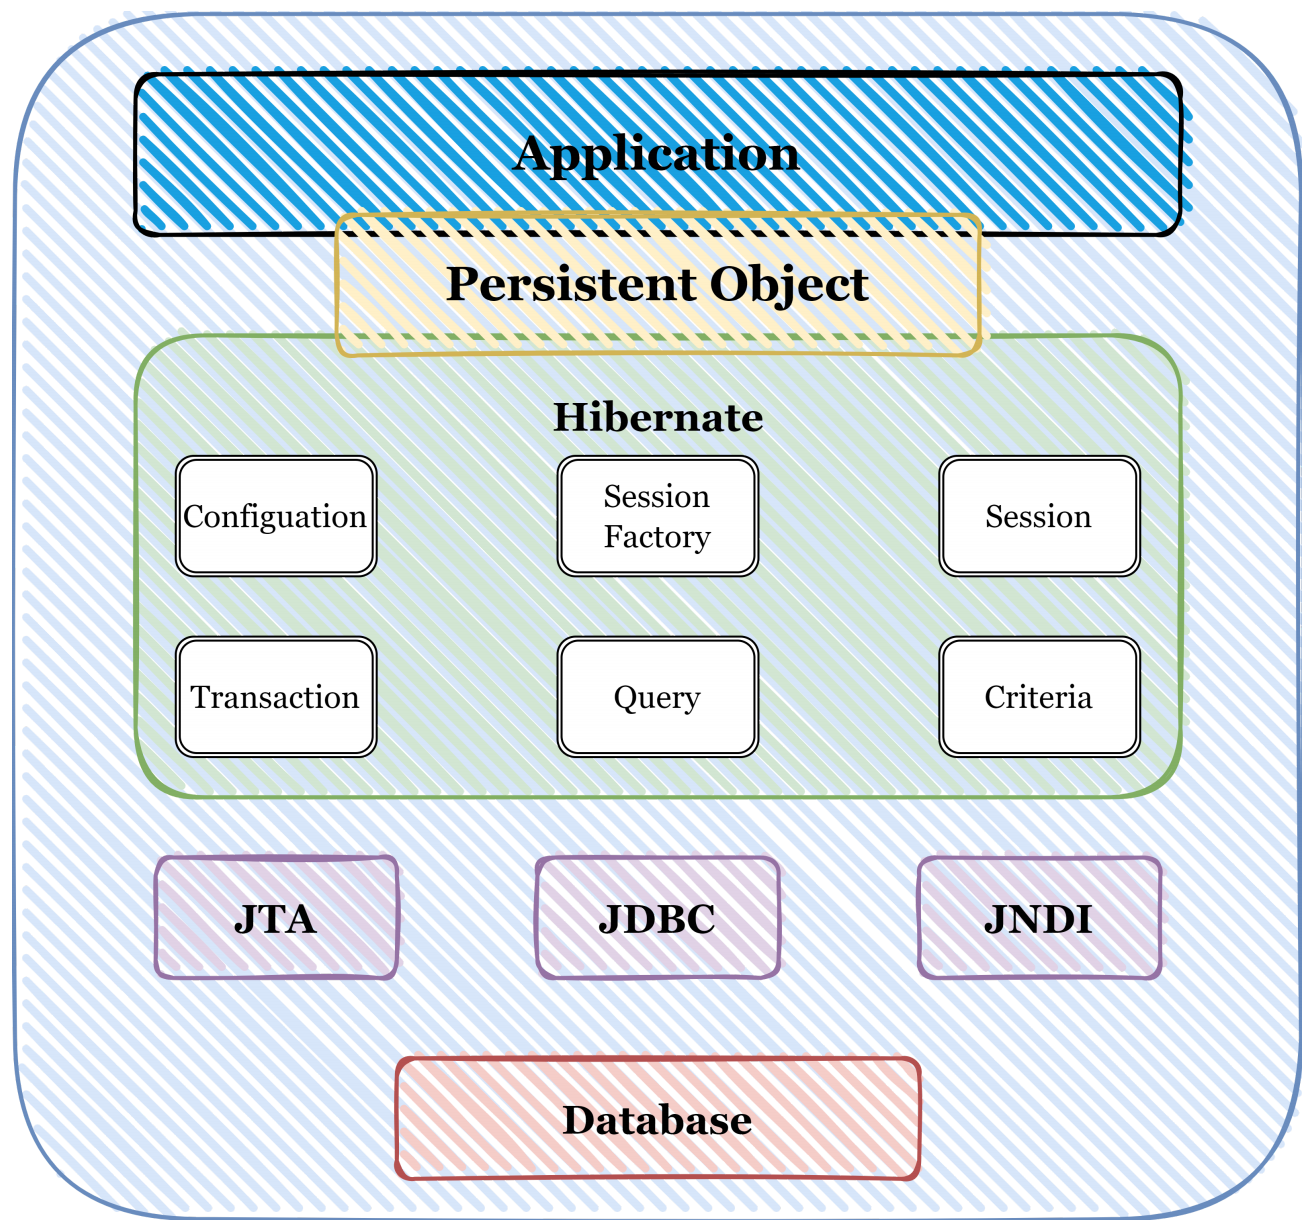 Application
Persistent Object
Hibernate
Configuation
Session
Factory
Session
Transaction
Query
Criteria
JTA
JDBC
JNDI
Database